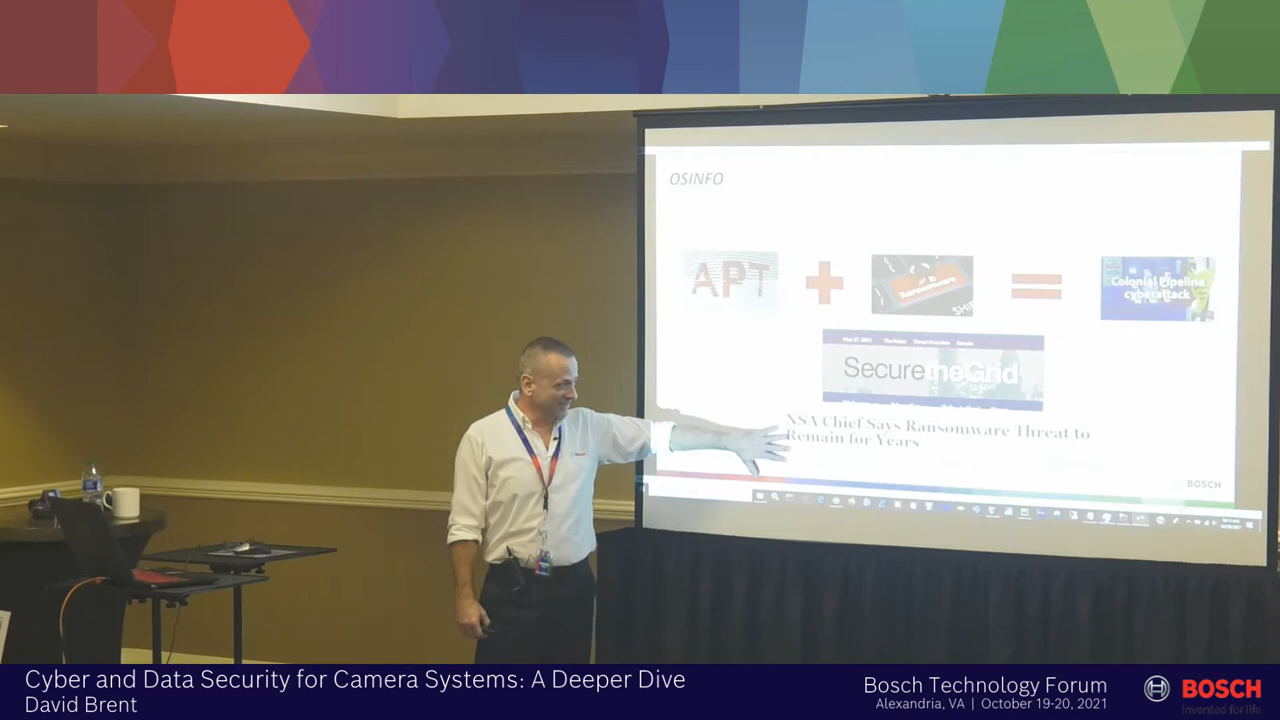 OSINFO
APT
Ransomware
SHIF
Colonial Pipeline
cyberattack
SecuretheGrid
NSA Chief Says Ransomware Threat to
Remain for Years
BOSCH
Cyber and Data Security for Camera Systems: A Deeper Dive
David Brent
Bosch Technology Forum
Alexandria, VA | October 19-20, 2021
BOSCH
Invented for life